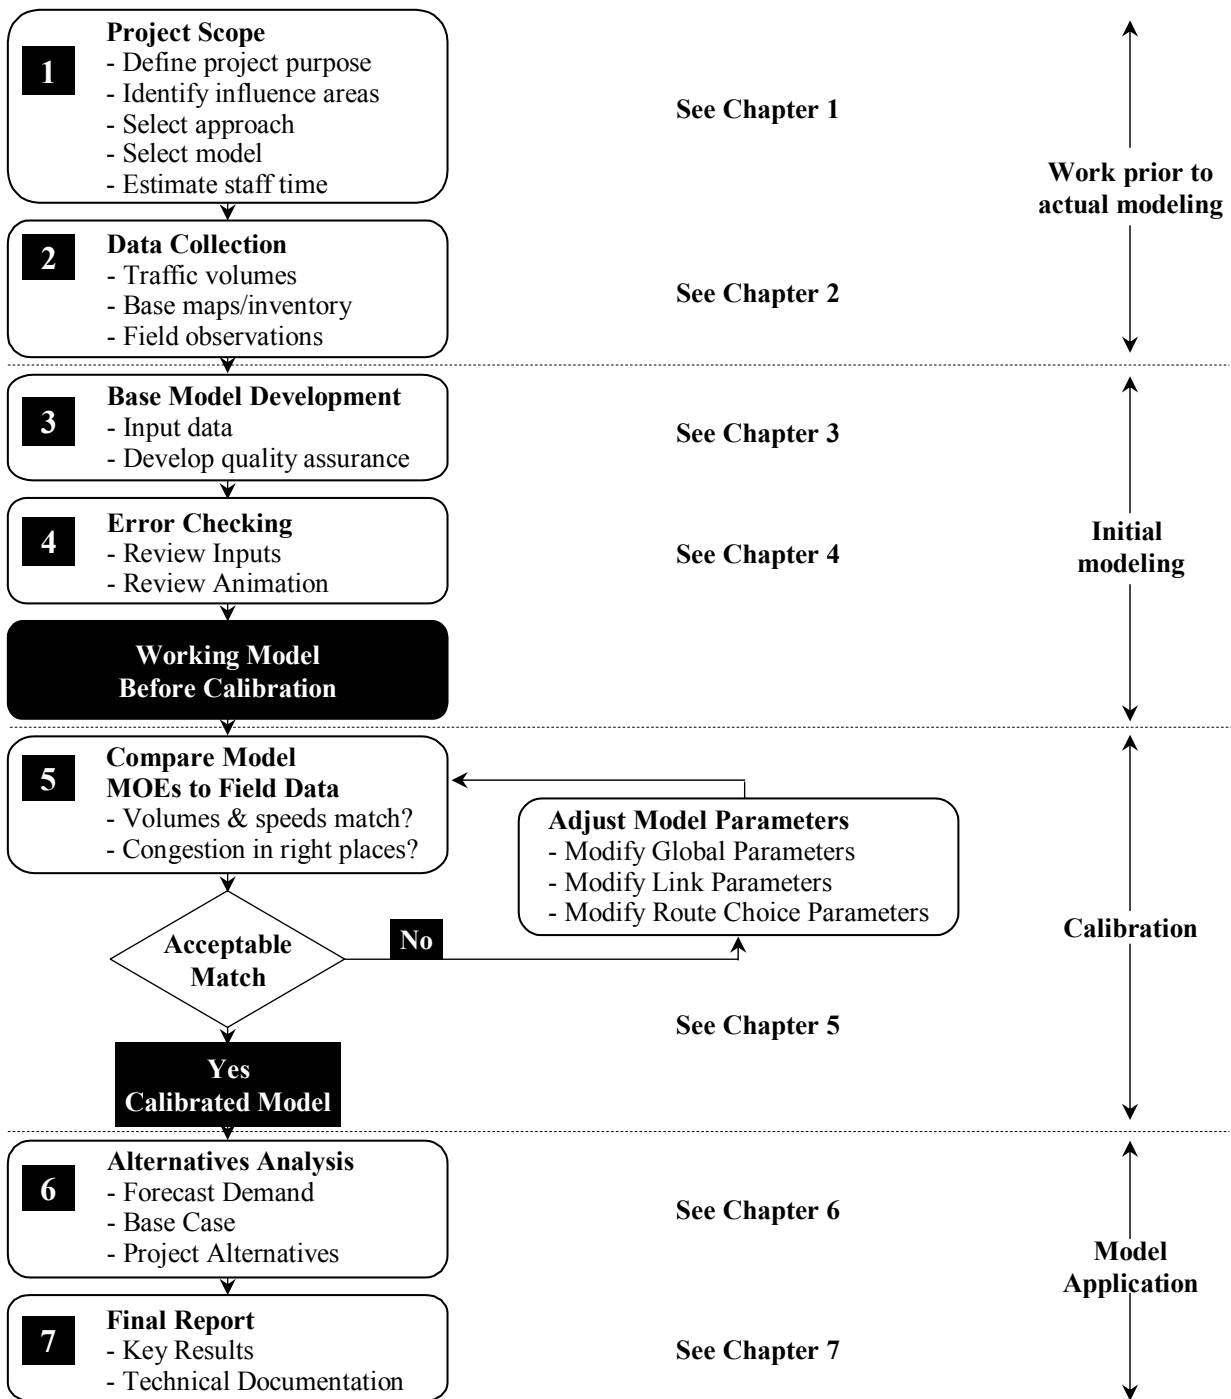 1
Project Scope
- Define project purpose
- Identify influence areas
- Select approach
- Select model
- Estimate staff time
See Chapter 1
Work prior to
actual modeling
2
Data Collection
- Traffic volumes
- Base maps/inventory
- Field observations
See Chapter 2
3
Base Model Development
- Input data
- Develop quality assurance
See Chapter 3
4
Error Checking
- Review Inputs
- Review Animation
See Chapter 4
Initial
modeling
Working Model
Before Calibration
5
Compare Model
MOEs to Field Data
- Volumes & speeds match?
- Congestion in right places?
Adjust Model Parameters
- Modify Global Parameters
- Modify Link Parameters
- Modify Route Choice Parameters
Acceptable
Match
No
Calibration
See Chapter 5
Yes
Calibrated Model
6
Alternatives Analysis
- Forecast Demand
- Base Case
- Project Alternatives
See Chapter 6
Model
Application
7
Final Report
- Key Results
- Technical Documentation
See Chapter 7